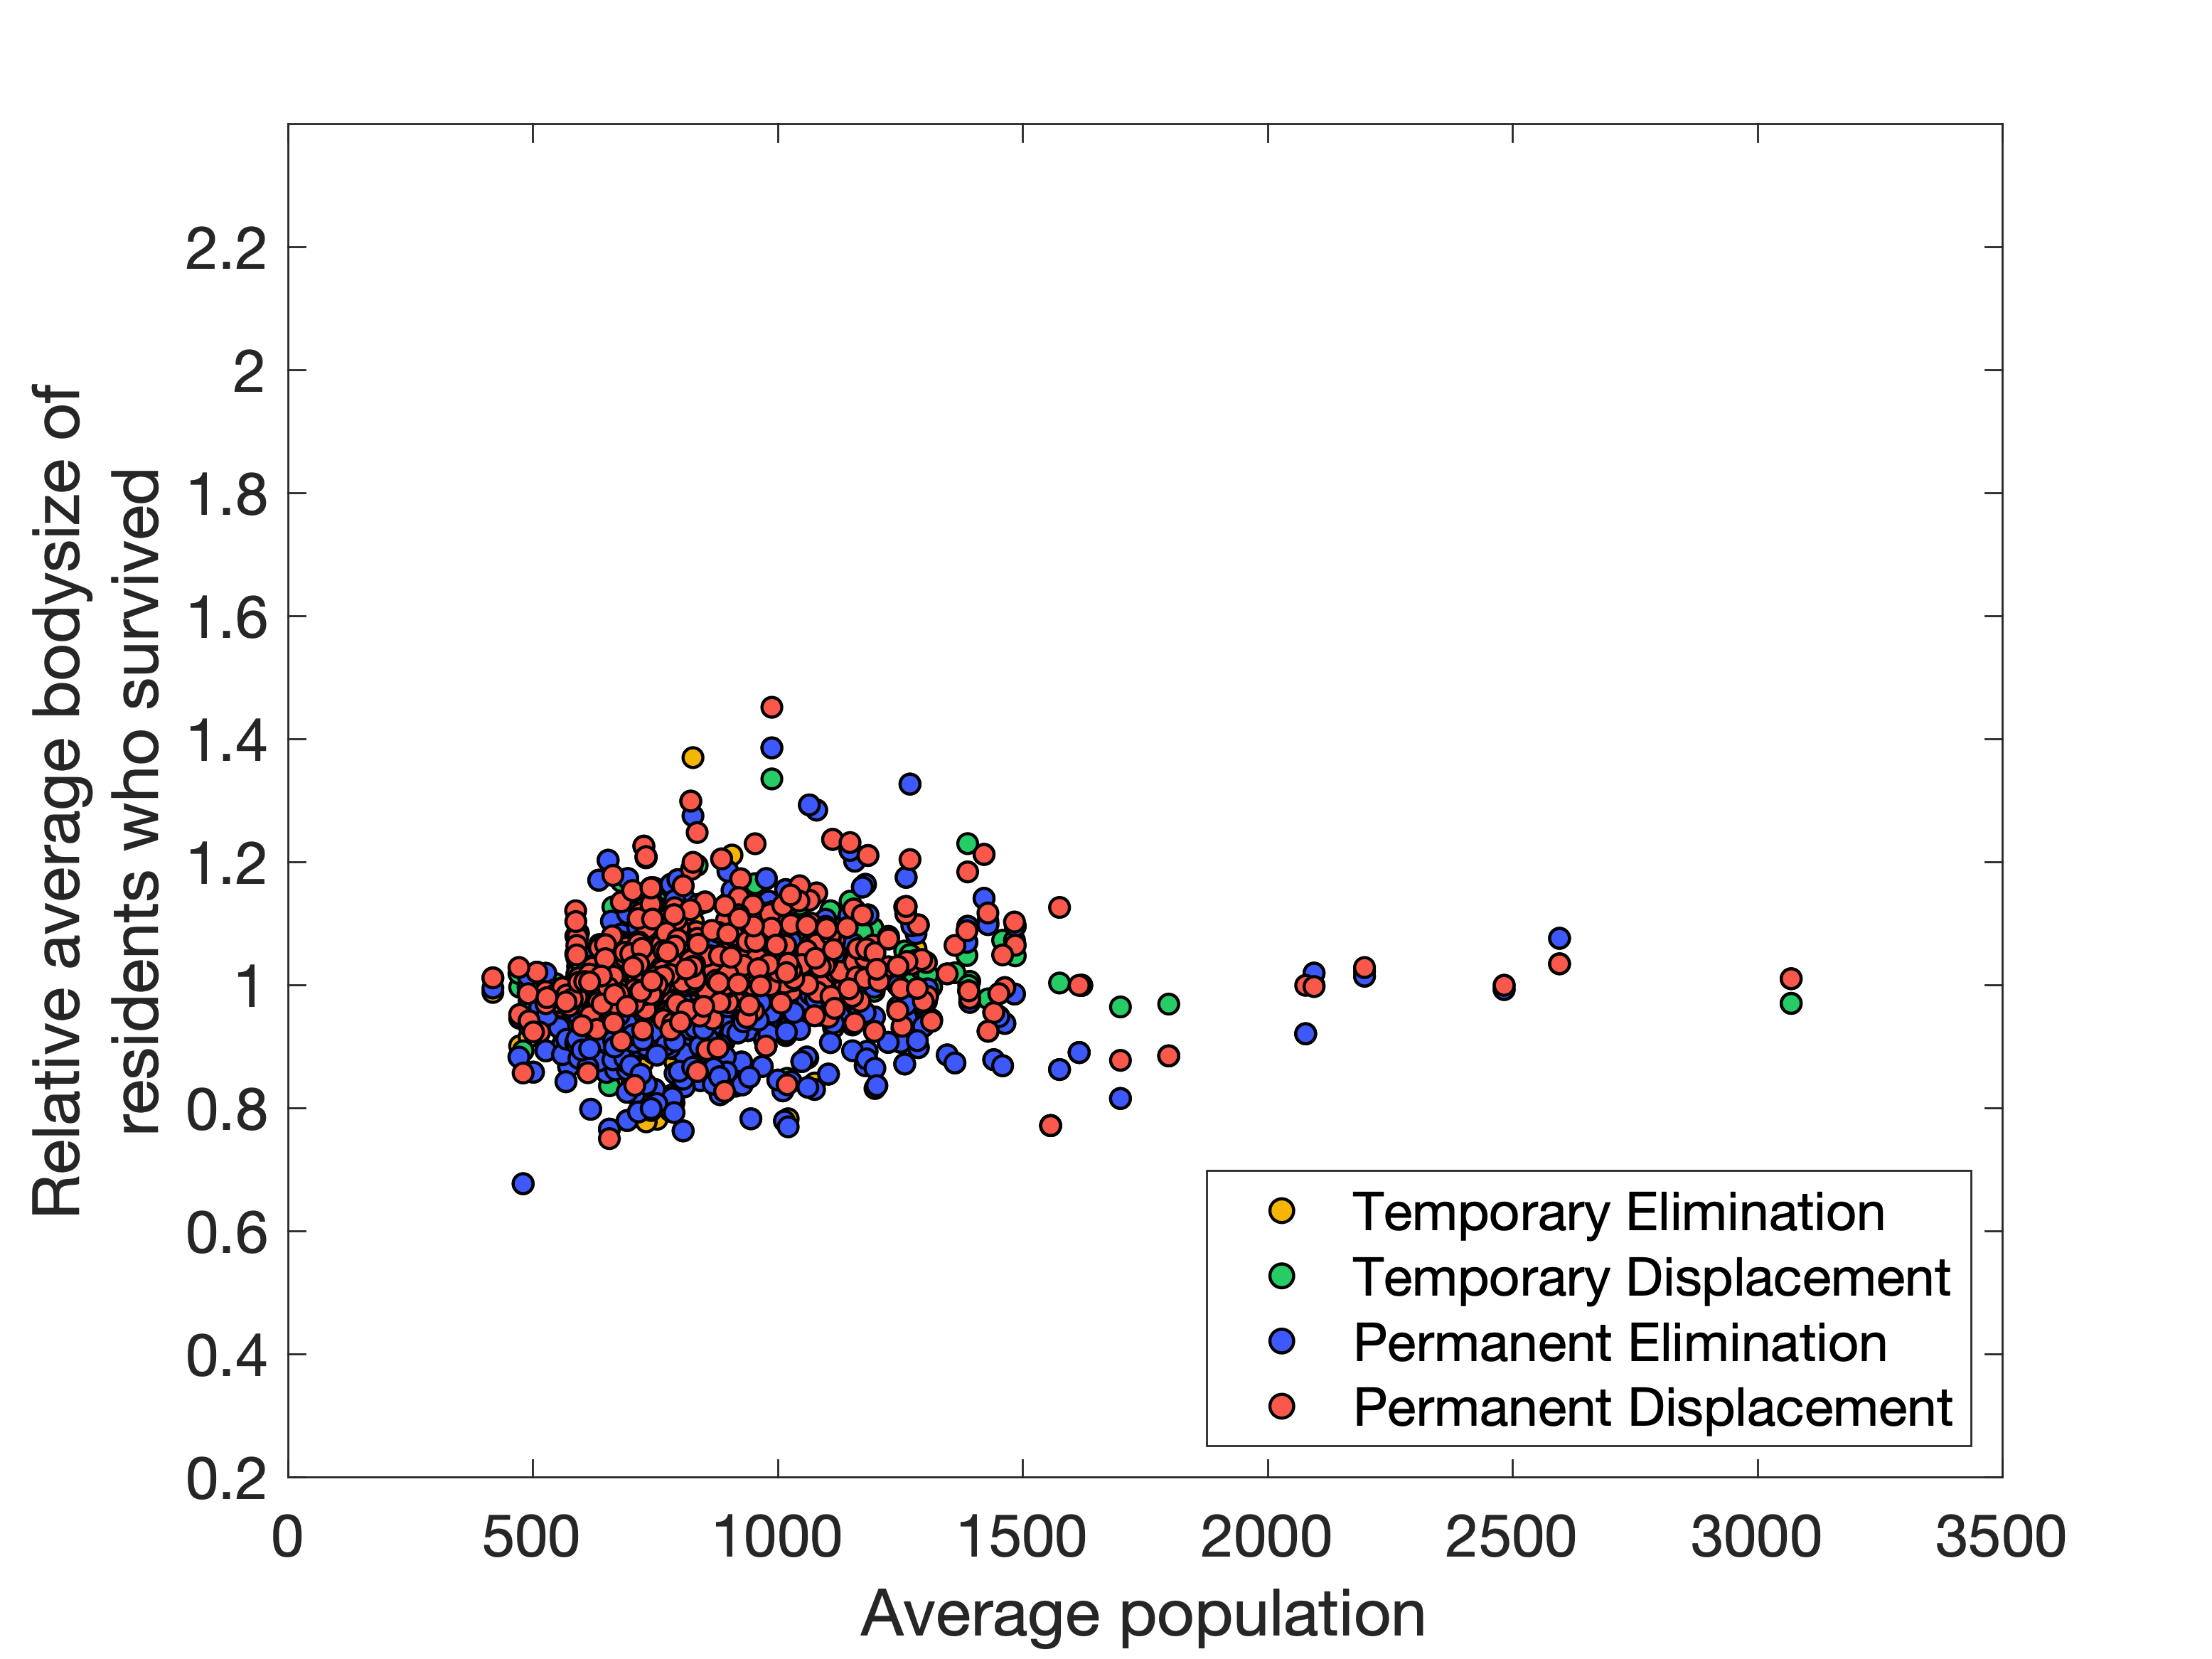 Relative average bodysize of
residents who survived
2.2
2
1.8
1.6
1.4
1.2
1
0.8
0.6
0.4
0.2
0 500 1000 1500 2000 2500 3000 3500
Average population
Temporary Elimination
Temporary Displacement
Permanent Elimination
Permanent Displacement